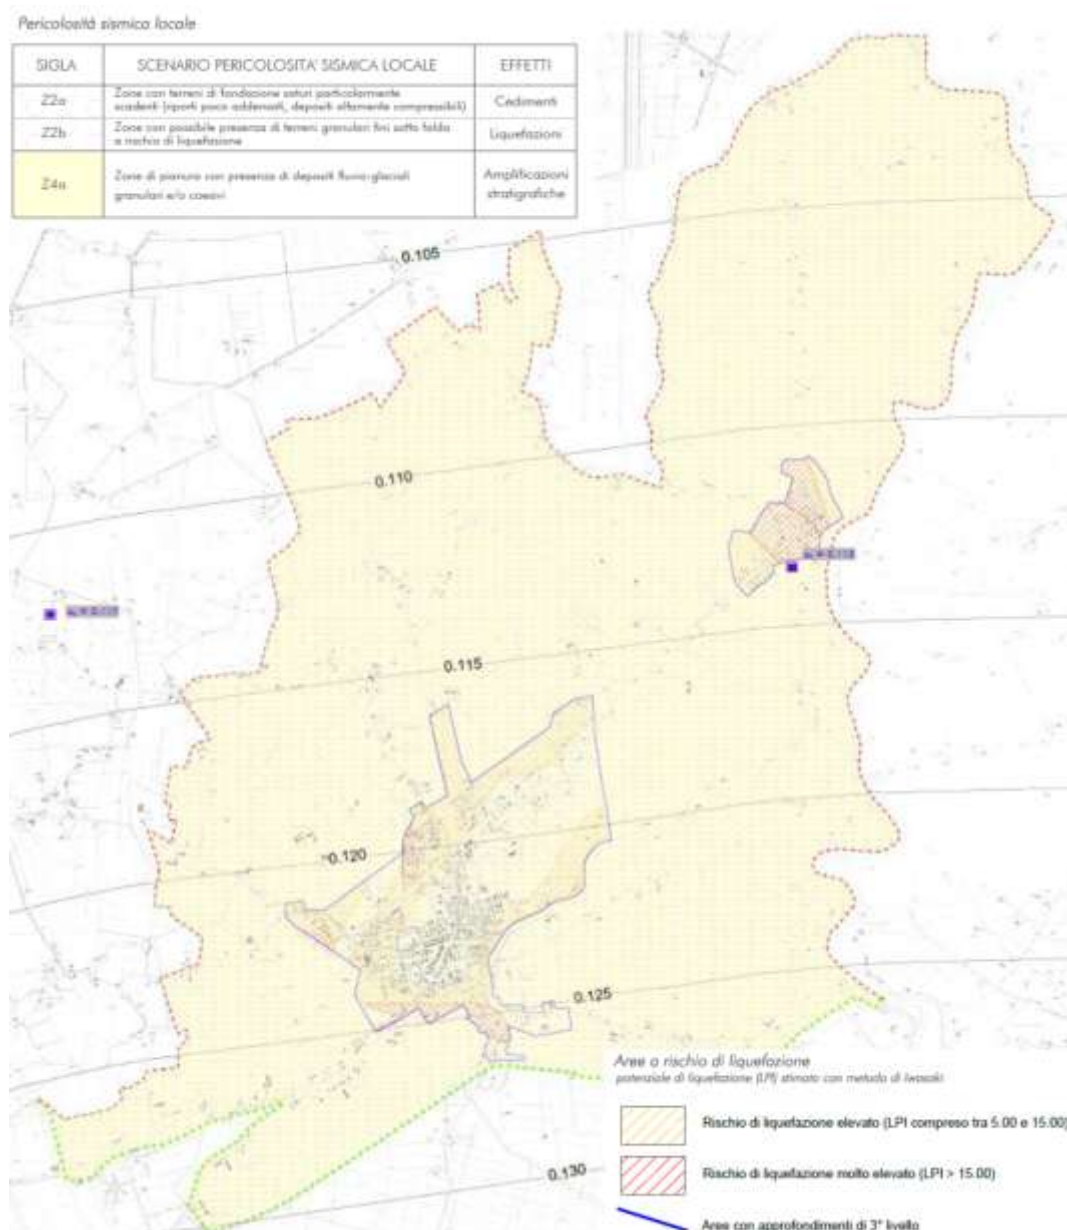 Pericolosità sismica locale
SIGLA SCENARIO PERICOLOSITA' SISMICA LOCALE EFFETTI
Z2a Zone con terreni di fondazione saturi particolarmente
scadenti (riporti poco addensati, depositi altamente compressibili) Cedimenti
Z2b Zone con possibile presenza di terreni granulari fini sotto falda
a rischio di liquefazione Liquefazioni
Z4a Zone di pianura con presenza di depositi fluvio-glaciali
granulari e/o coesivi Amplificazioni
stratigrafiche
0.105
0.110
0.115
0.120
0.125
0.130
Aree a rischio di liquefazione
potenziale di liquefazione (LPI) stimato con metodo di Iwasaki
Rischio di liquefazione elevato (LPI compreso tra 5.00 e 15.00)
Rischio di liquefazione molto elevato (LPI > 15.00)
Aree con approfondimenti di 3° livello